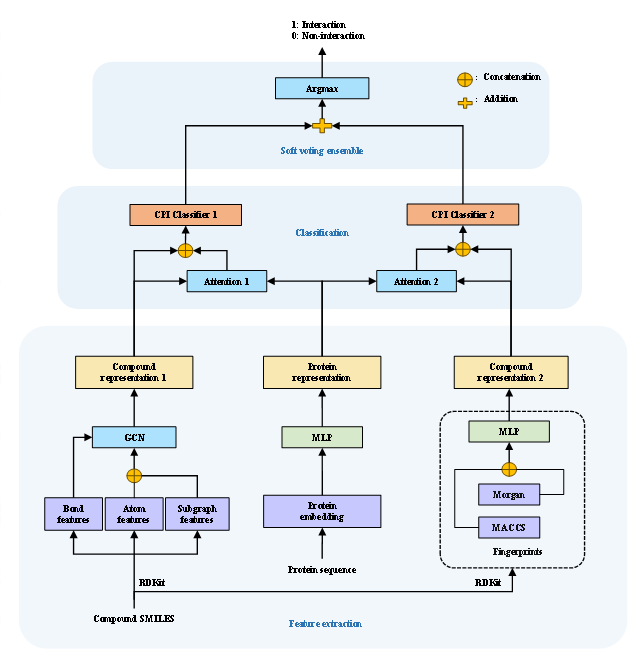 1: Interaction
0: Non-interaction
Argmax
: Concatenation
: Addition
Soft voting ensemble
CPI Classifier 1
CPI Classifier 2
Classification
Attention 1
Attention 2
Compound
representation 1
Protein
representation
Compound
representation 2
GCN
MLP
MLP
Bond
features
Atom
features
Subgraph
features
Protein
embedding
Morgan
MACCS
Fingerprints
Protein sequence
RDKit
RDKit
Compound SMILES
Feature extraction